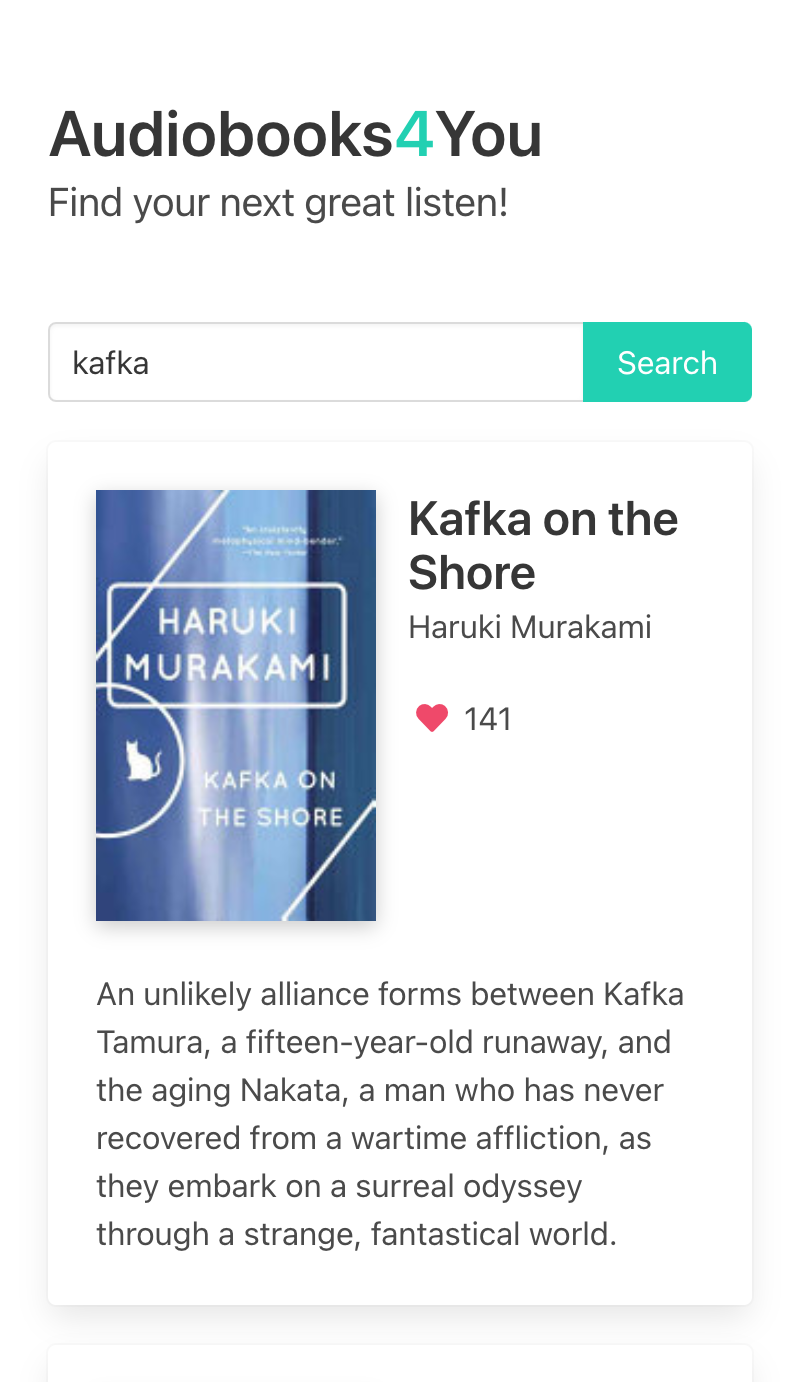 Audiobooks4You
Find your next great listen!
kafka
Search
"An insistently
metaphysical mind-bender."
—The New Yorker
HARUKI
MURAKAMI
KAFKA ON
THE SHORE
Kafka on the
Shore
Haruki Murakami
141
An unlikely alliance forms between Kafka
Tamura, a fifteen-year-old runaway, and
the aging Nakata, a man who has never
recovered from a wartime affliction, as
they embark on a surreal odyssey
through a strange, fantastical world.